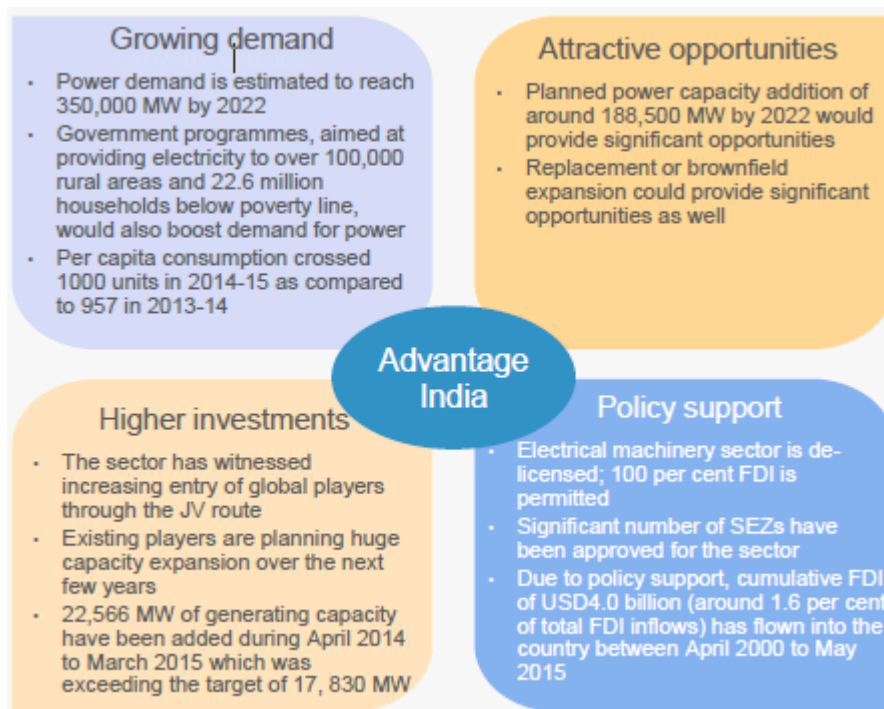 Growing demand
· Power demand is estimated to reach
350,000 MW by 2022
· Government programmes, aimed at
providing electricity to over 100,000
rural areas and 22.6 million
households below poverty line,
would also boost demand for power
· Per capita consumption crossed
1000 units in 2014-15 as compared
to 957 in 2013-14
Attractive opportunities
· Planned power capacity addition of
around 188,500 MW by 2022 would
provide significant opportunities
· Replacement or brownfield
expansion could provide significant
opportunities as well
Advantage
India
Higher investments
· The sector has witnessed
increasing entry of global players
through the JV route
· Existing players are planning huge
capacity expansion over the next
few years
· 22,566 MW of generating capacity
have been added during April 2014
to March 2015 which was
exceeding the target of 17, 830 MW
Policy support
· Electrical machinery sector is de-
licensed; 100 per cent FDI is
permitted
· Significant number of SEZs have
been approved for the sector
· Due to policy support, cumulative FDI
of USD4.0 billion (around 1.6 per cent
of total FDI inflows) has flown into the
country between April 2000 to May
2015